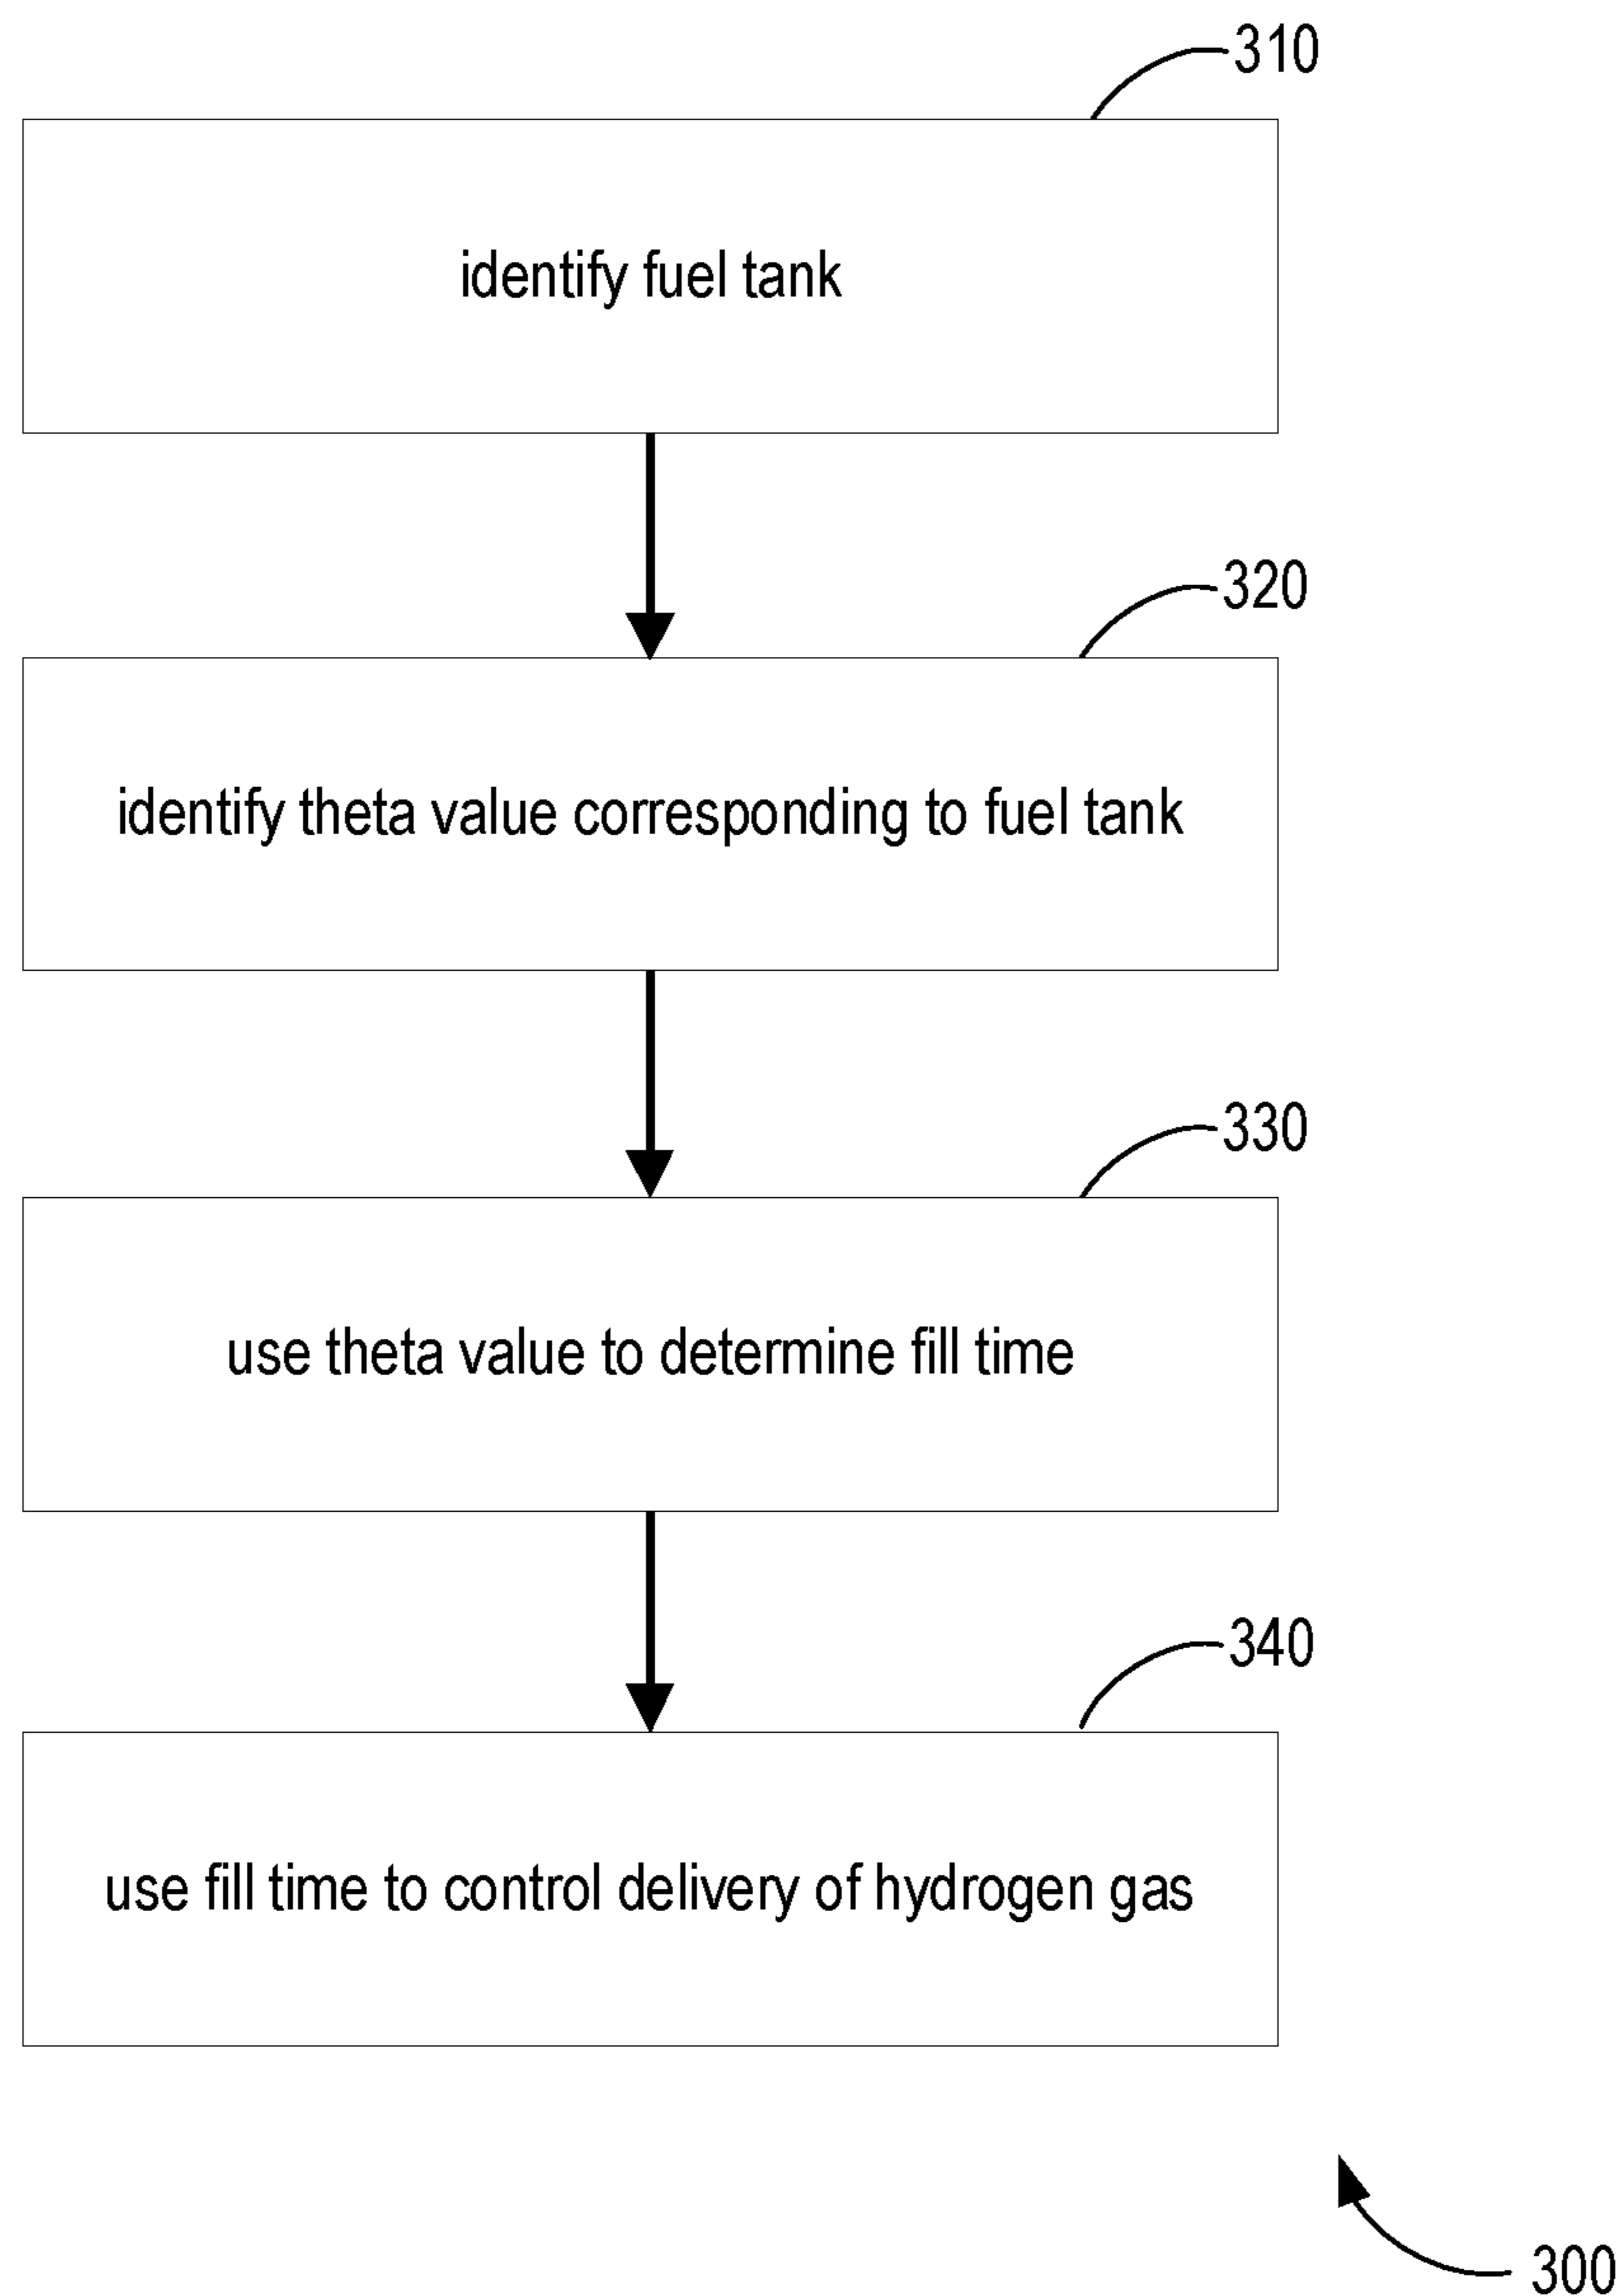 310
identify fuel tank
320
identify theta value corresponding to fuel tank
330
use theta value to determine fill time
340
use fill time to control delivery of hydrogen gas
300